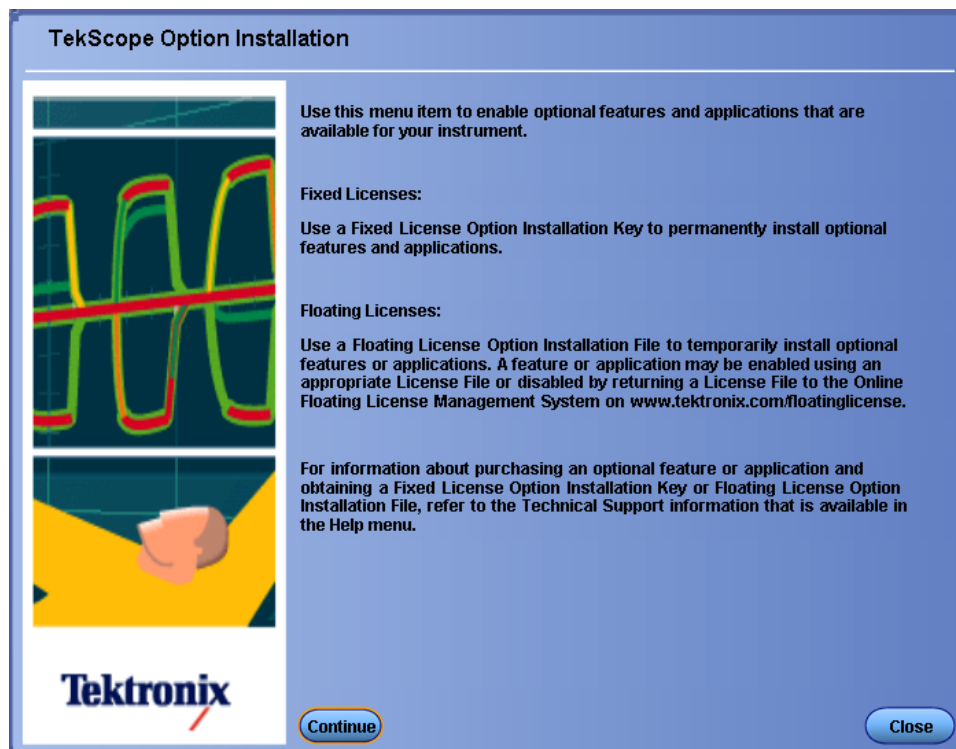 TekScope Option Installation
Use this menu item to enable optional features and applications that are
available for your instrument.
Fixed Licenses:
Use a Fixed License Option Installation Key to permanently install optional
features and applications.
Floating Licenses:
Use a Floating License Option Installation File to temporarily install optional
features or applications. A feature or application may be enabled using an
appropriate License File or disabled by returning a License File to the Online
Floating License Management System on www.tektronix.com/floatinglicense.
For information about purchasing an optional feature or application and
obtaining a Fixed License Option Installation Key or Floating License Option
Installation File, refer to the Technical Support information that is available in
the Help menu.
Tektronix
Continue
Close